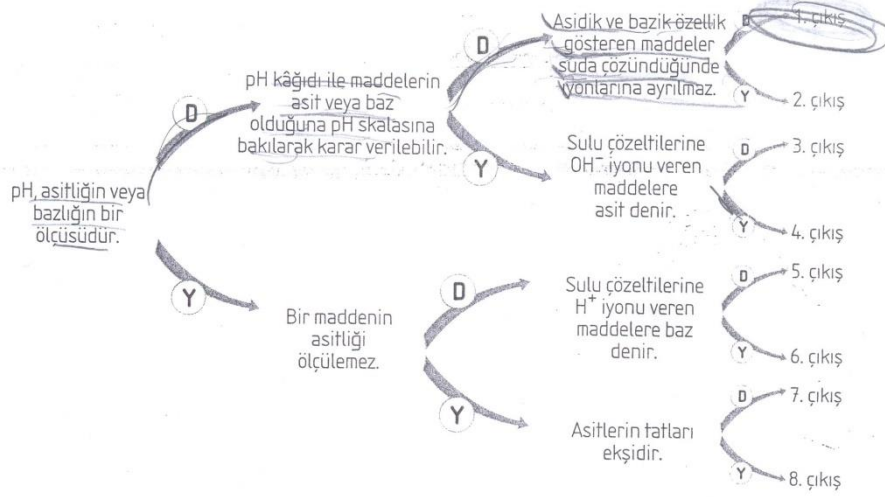 pH, asitliğin veya
bazlığın bir
ölçüsüdür.
D
Y
pH kâğıdı ile maddelerin
asit veya baz
olduğuna pH skalasına
bakılarak karar verilebilir.
D
Y
Bir maddenin
asitliği
ölçülemez.
D
Y
Asidik ve bazik özellik
gösteren maddeler
suda çözündüğünde
iyonlarına ayrılmaz.
D
1. çıkış
Y
2. çıkış
Sulu çözeltilerine
OH⁻ iyonu veren
maddelere
asit denir.
D
3. çıkış
Y
4. çıkış
Sulu çözeltilerine
H⁺ iyonu veren
maddelere baz
denir.
D
5. çıkış
Y
6. çıkış
Asitlerin tatları
ekşidir.
D
7. çıkış
Y
8. çıkış